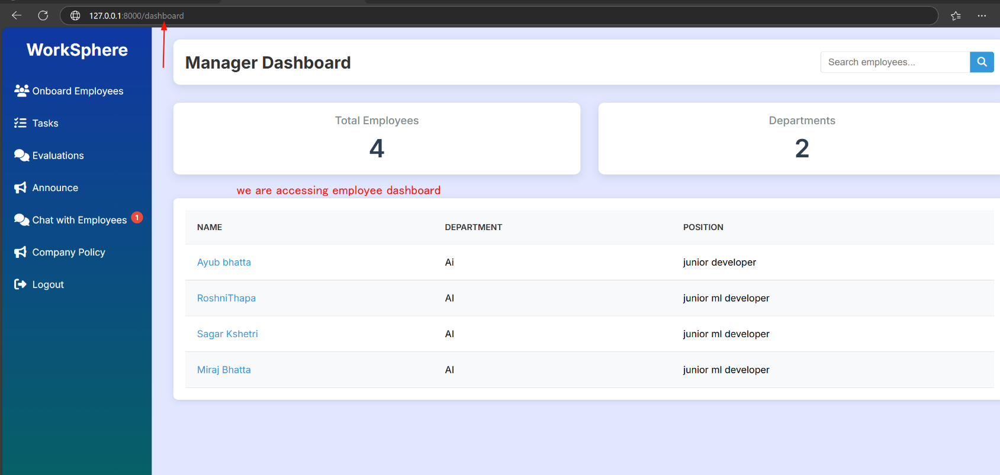 127.0.0.1:8000/dashboard
WorkSphere
Onboard Employees
Tasks
Evaluations
Announce
Chat with Employees 1
Company Policy
Logout
Manager Dashboard
Search employees...
Total Employees
4
Departments
2
we are accessing employee dashboard
NAME DEPARTMENT POSITION
Ayub bhatta Ai junior developer
RoshniThapa AI junior ml developer
Sagar Kshetri AI junior ml developer
Miraj Bhatta AI junior ml developer